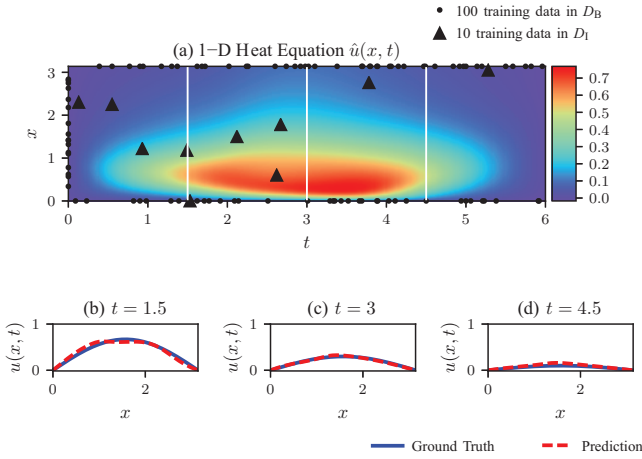 100 training data in D_B
10 training data in D_I
(a) 1−D Heat Equation û(x, t)
3
2
1
0
x
0 1 2 3 4 5 6
t
0.7
0.6
0.5
0.4
0.3
0.2
0.1
0.0
(b) t = 1.5
(c) t = 3
(d) t = 4.5
1
0
u(x, t)
0 2
x
1
0
u(x, t)
0 2
x
1
0
u(x, t)
0 2
x
Ground Truth
Prediction